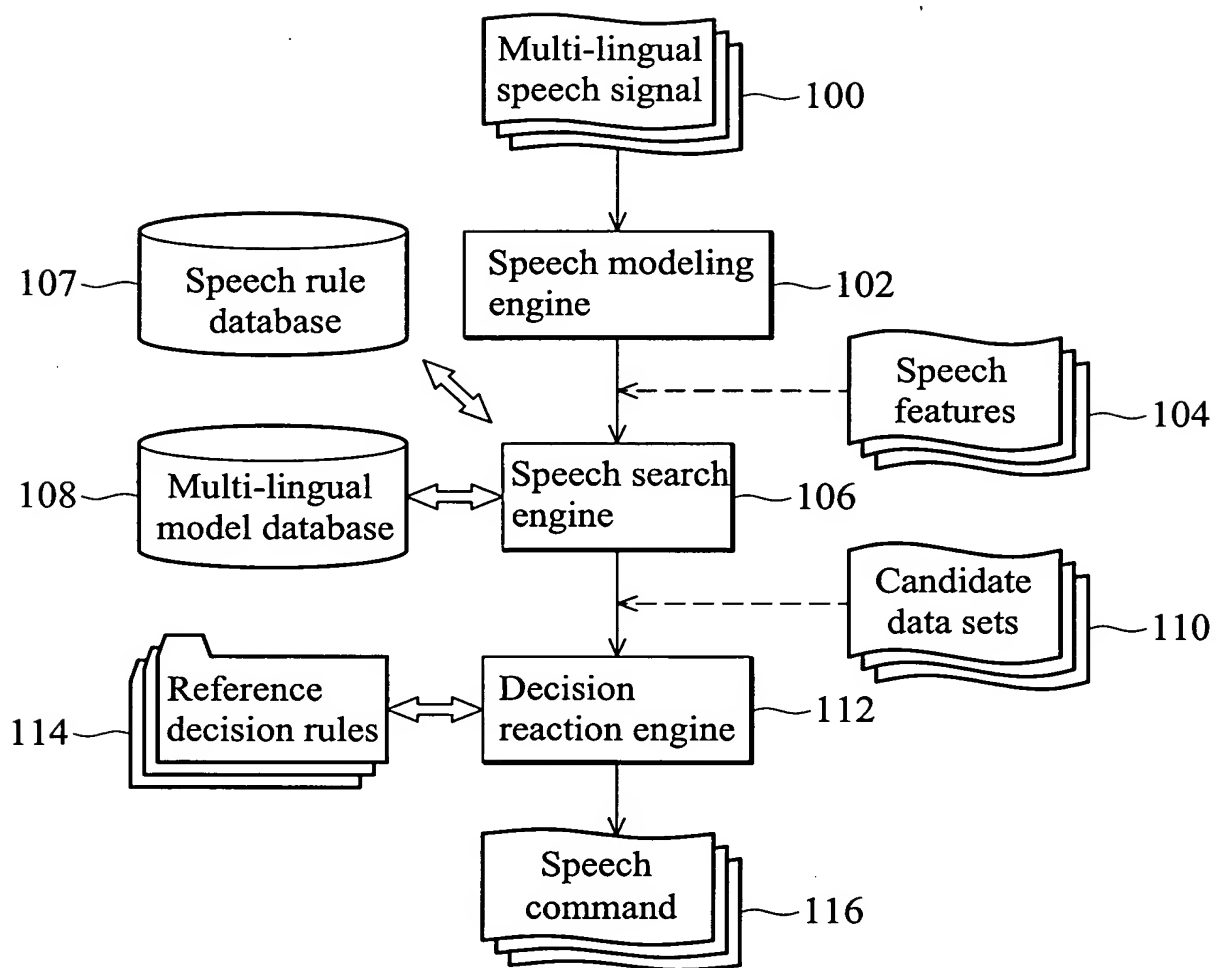 Multi-lingual
speech signal
100
Speech modeling
engine
102
107
Speech rule
database
Speech
features
104
108
Multi-lingual
model database
Speech search
engine
106
Candidate
data sets
110
114
Reference
decision rules
Decision
reaction engine
112
Speech
command
116